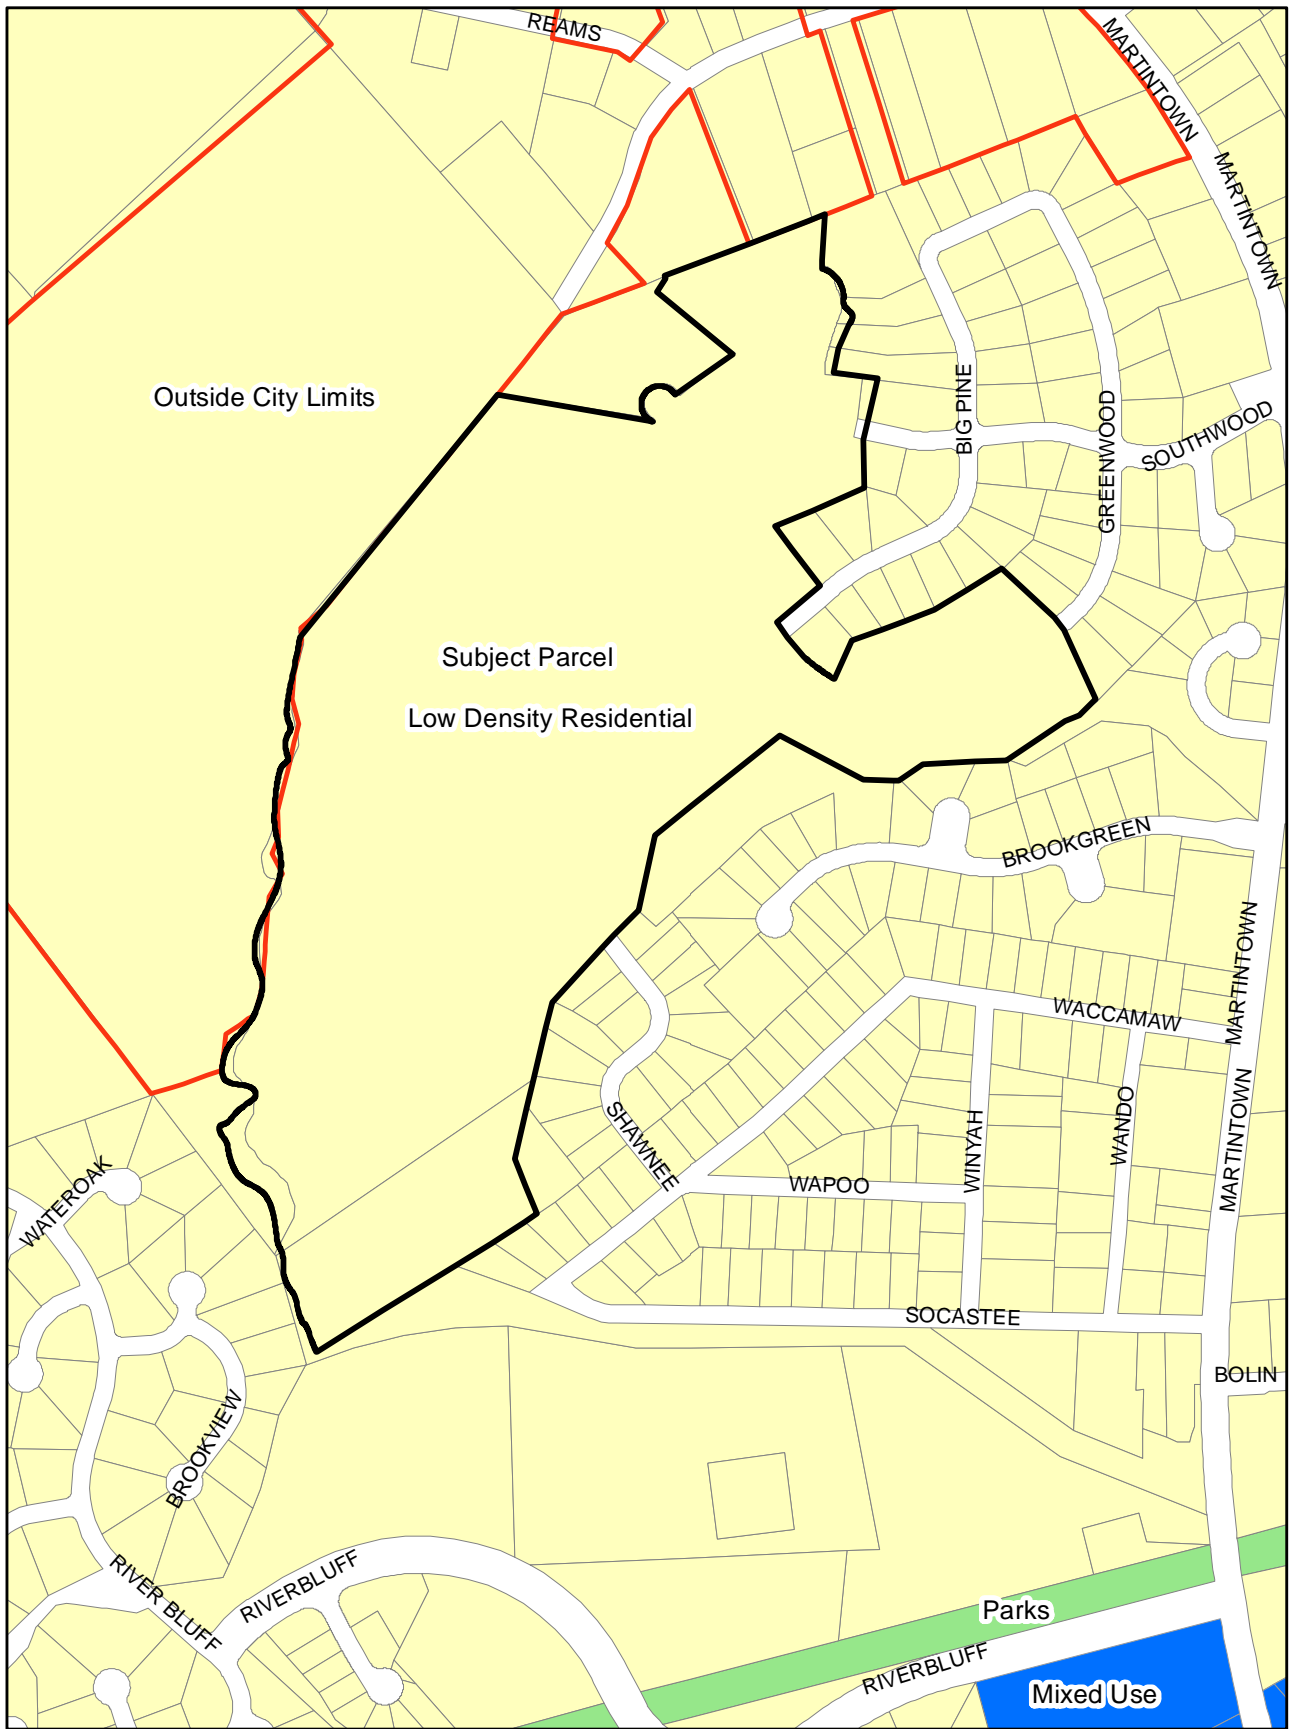 REAMS
MARTINTOWN
MARTINTOWN
Outside City Limits
BIG PINE
GREENWOOD
SOUTHWOOD
Subject Parcel
Low Density Residential
BROOKGREEN
MARTINTOWN
WACCAMAW
SHAWNEE
WINYAH
WANDO
MARTINTOWN
WATEROAK
WAPOO
SOCASTEE
BOLIN
BROOKVIEW
RIVER BLUFF
RIVERBLUFF
Parks
RIVERBLUFF
Mixed Use